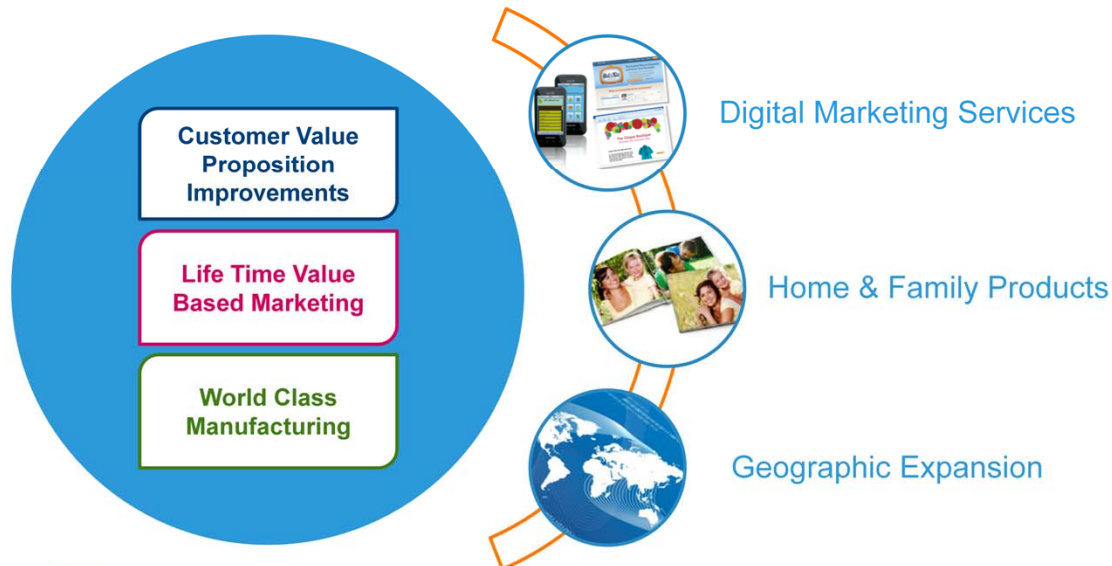 Customer Value
Proposition
Improvements
Life Time Value
Based Marketing
World Class
Manufacturing
Digital Marketing Services
Home & Family Products
Geographic Expansion